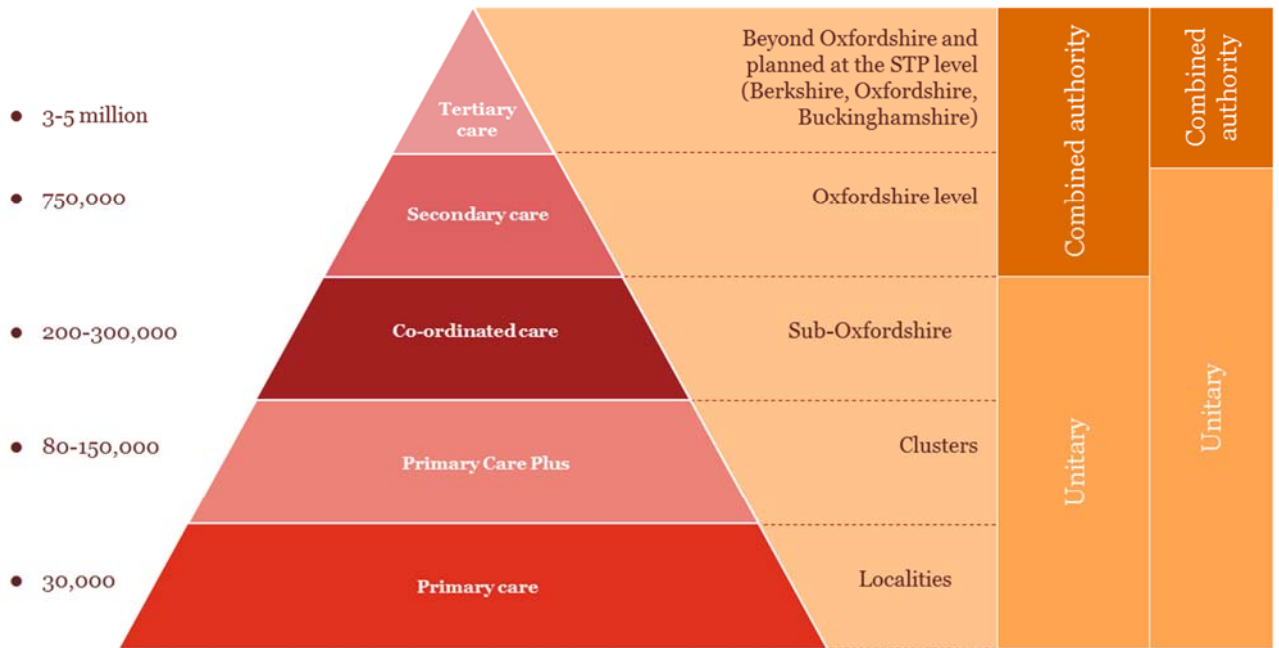 3-5 million
Tertiary
care
Beyond Oxfordshire and
planned at the STP level
(Berkshire, Oxfordshire,
Buckinghamshire)
750,000
Secondary care
Oxfordshire level
200-300,000
Co-ordinated care
Sub-Oxfordshire
80-150,000
Primary Care Plus
Clusters
30,000
Primary care
Localities
Combined authority
Unitary
Combined
authority
Unitary